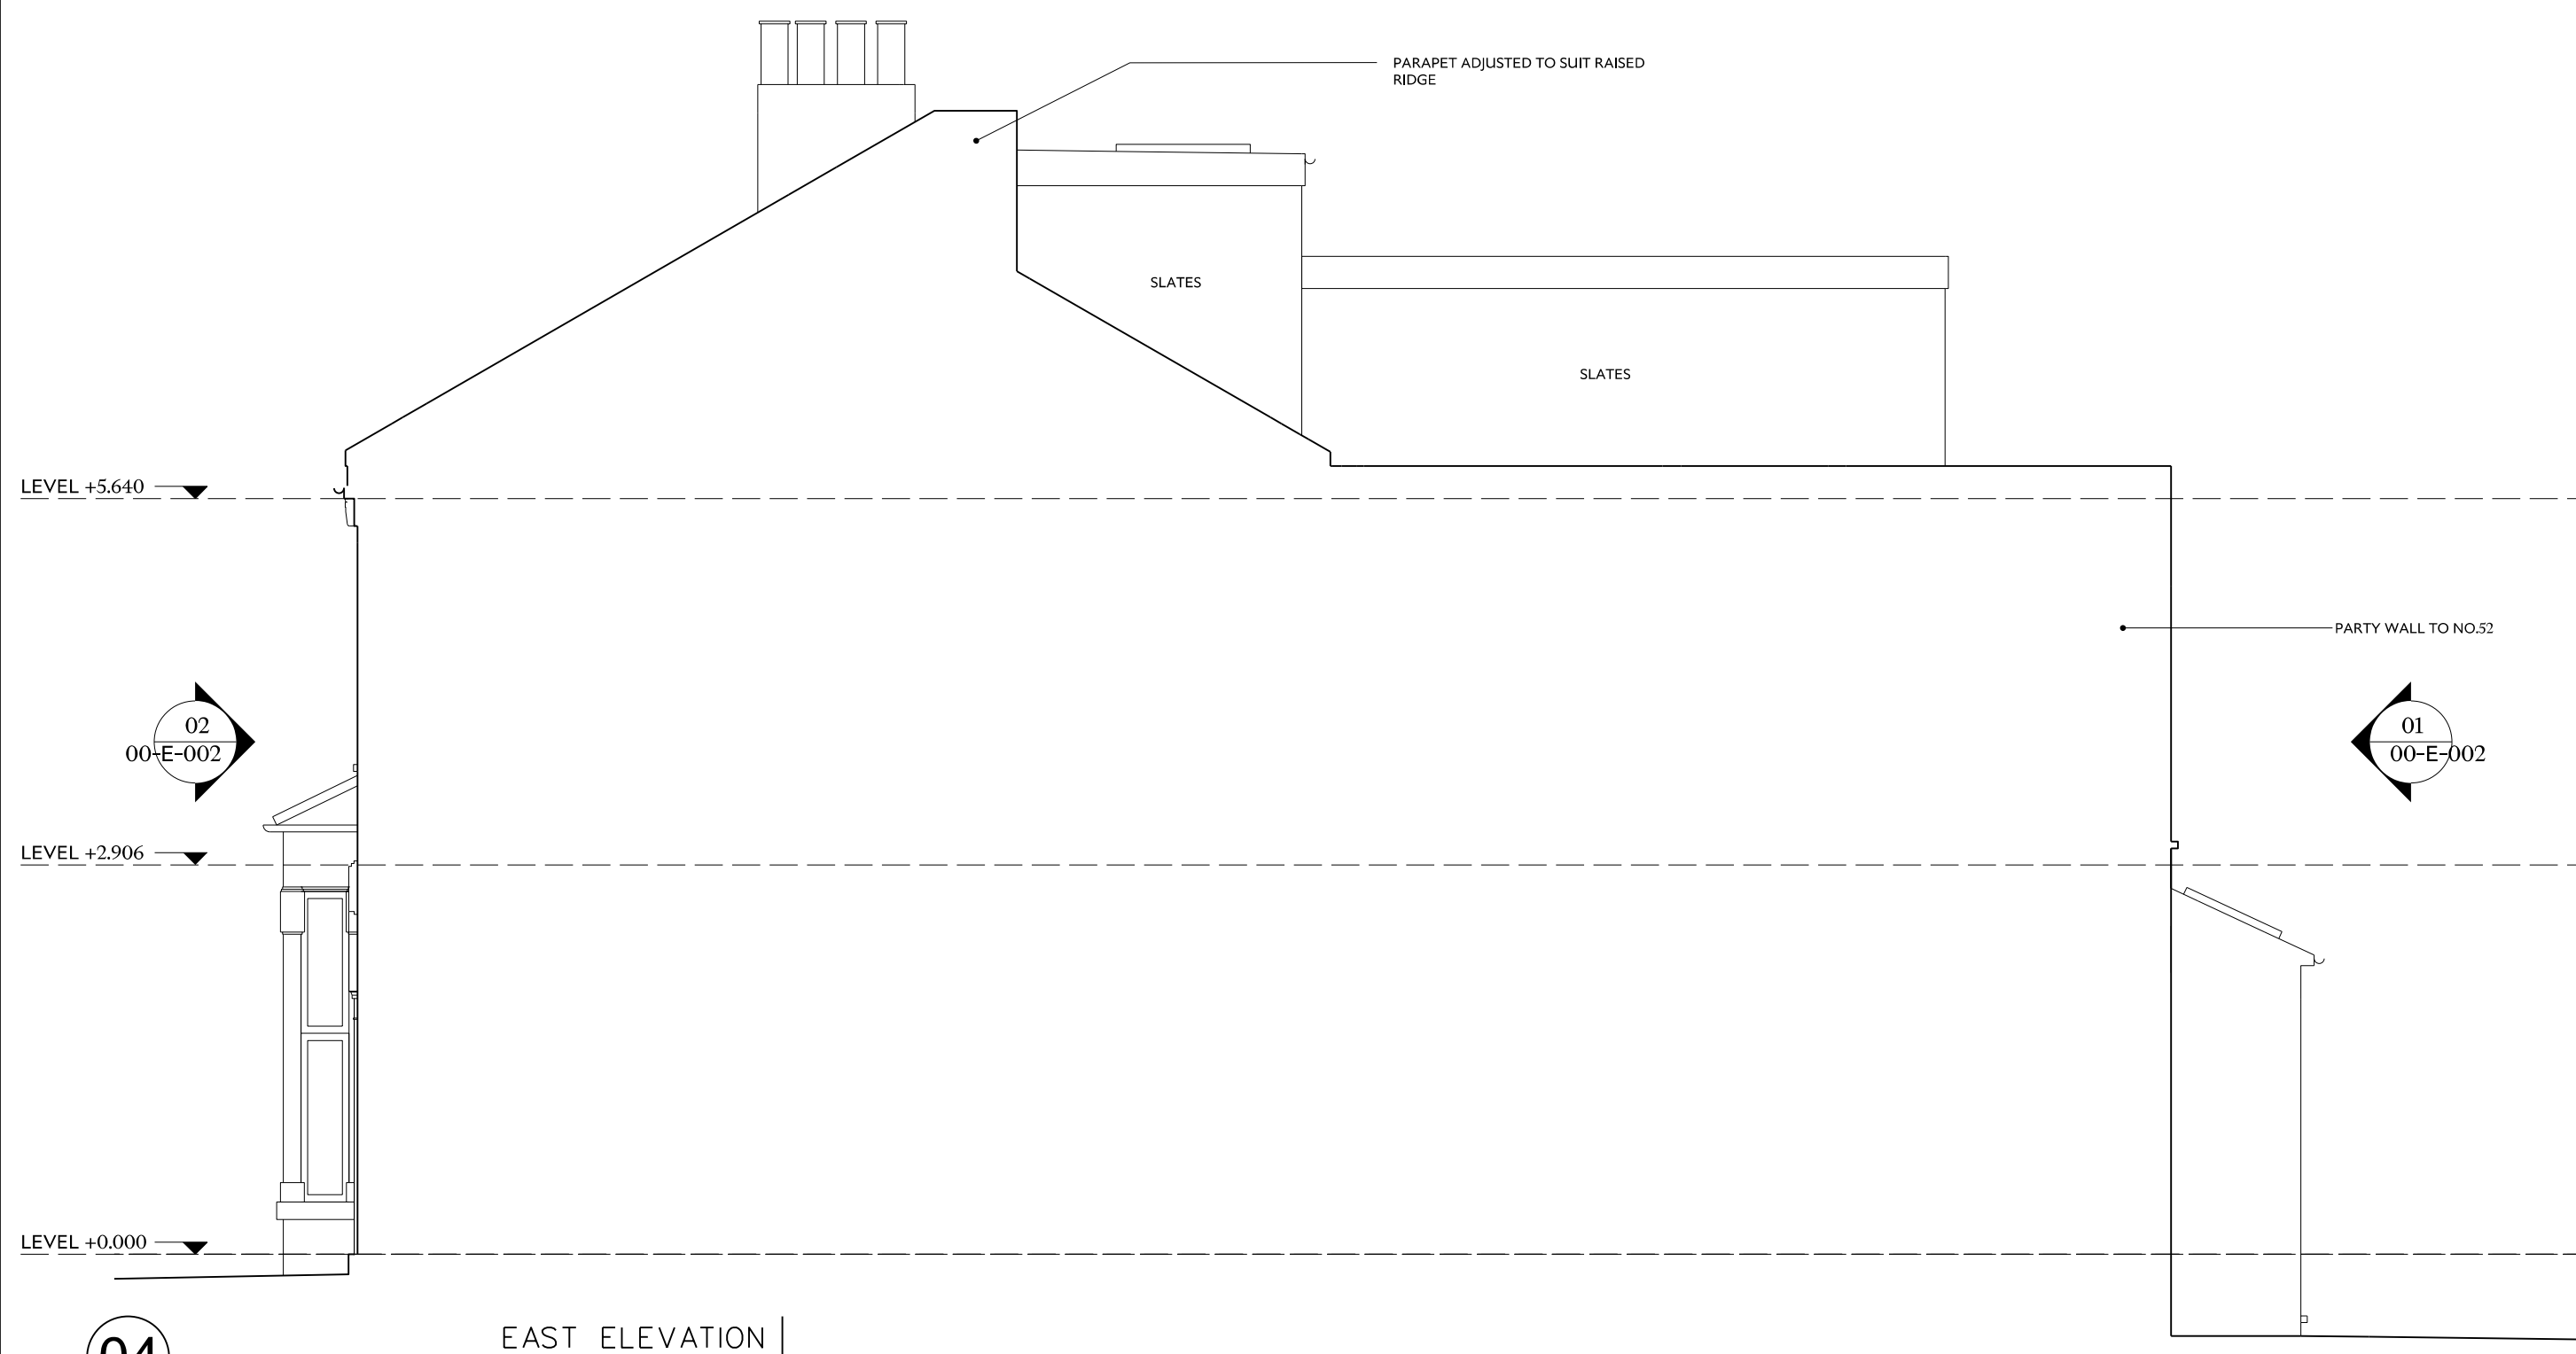 PARAPET ADJUSTED TO SUIT RAISED
RIDGE
SLATES
SLATES
LEVEL +5.640
PARTY WALL TO NO.52
02
00-E-002
01
00-E-002
LEVEL +2.906
LEVEL +0.000
04
EAST ELEVATION